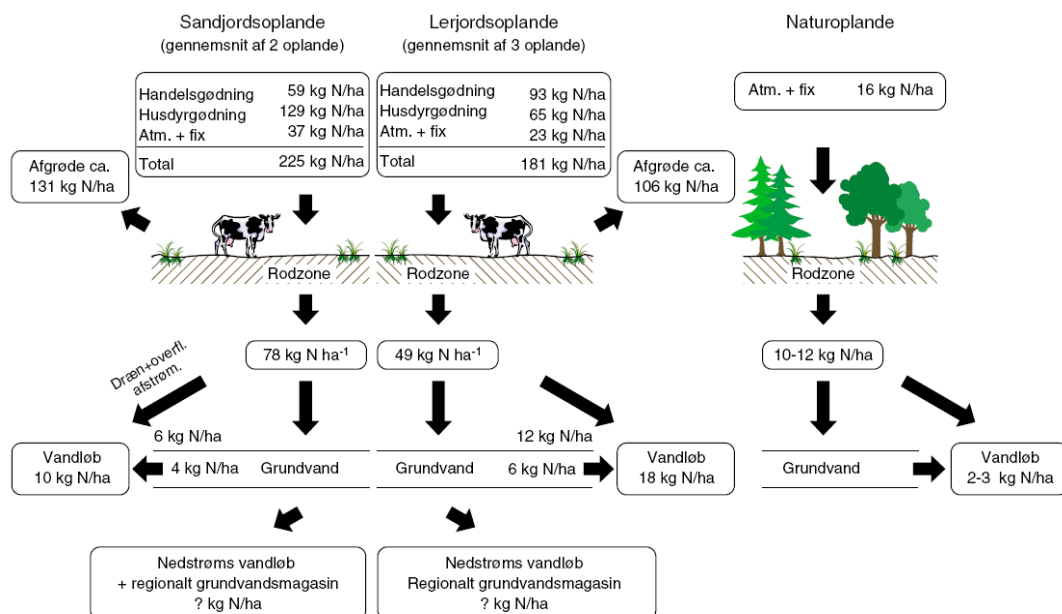 Sandjordsoplande
(gennemsnit af 2 oplande)
Handelsgødning 59 kg N/ha
Husdyrgødning 129 kg N/ha
Atm. + fix 37 kg N/ha
Total 225 kg N/ha
Afgrøde ca.
131 kg N/ha
Rodzone
78 kg N ha⁻¹
Dræn+overfl.
afstrøm.
6 kg N/ha
Vandløb
10 kg N/ha
4 kg N/ha
Grundvand
Nedstrøms vandløb
+ regionalt grundvandsmagasin
? kg N/ha
Lerjordsoplande
(gennemsnit af 3 oplande)
Handelsgødning 93 kg N/ha
Husdyrgødning 65 kg N/ha
Atm. + fix 23 kg N/ha
Total 181 kg N/ha
Afgrøde ca.
106 kg N/ha
Rodzone
49 kg N ha⁻¹
12 kg N/ha
Grundvand
6 kg N/ha
Vandløb
18 kg N/ha
Nedstrøms vandløb
Regionalt grundvandsmagasin
? kg N/ha
Naturoplande
Atm. + fix 16 kg N/ha
Rodzone
10-12 kg N/ha
Grundvand
Vandløb
2-3 kg N/ha